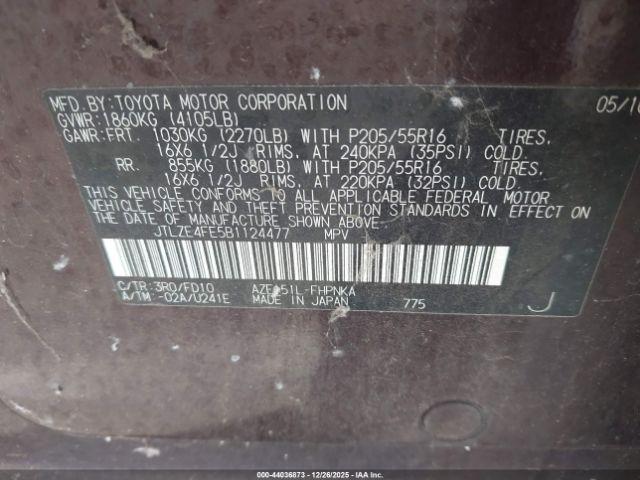 MFD. BY: TOYOTA MOTOR CORPORATION 05/10
GVWR: 1860KG (4105LB)
GAWR: FRT. 1030KG (2270LB) WITH P205/55R16 TIRES,
16X6 1/2J RIMS, AT 240KPA (35PSI) COLD.
RR. 855KG (1880LB) WITH P205/55R16 TIRES,
16X6 1/2J RIMS, AT 220KPA (32PSI) COLD.
THIS VEHICLE CONFORMS TO ALL APPLICABLE FEDERAL MOTOR
VEHICLE SAFETY AND THEFT PREVENTION STANDARDS IN EFFECT ON
THE DATE OF MANUFACTURE SHOWN ABOVE.
JTLZE4FE5B1124477 MPV
C/TR: 3R0/FD10 L-FHPNKA
A/TM: -02A/U241E MADE IN JAPAN 775 J
000-44036873 | 12/26/2025 | IAA Inc.